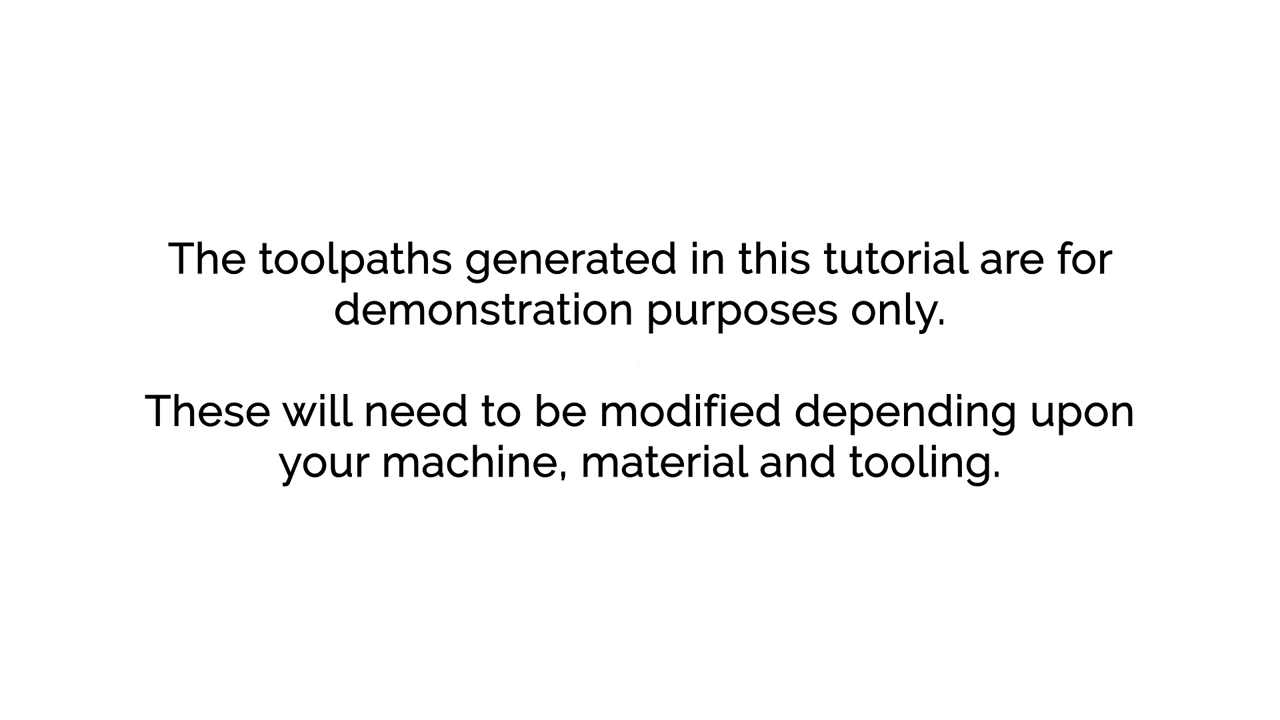 The toolpaths generated in this tutorial are for
demonstration purposes only.
These will need to be modified depending upon
your machine, material and tooling.